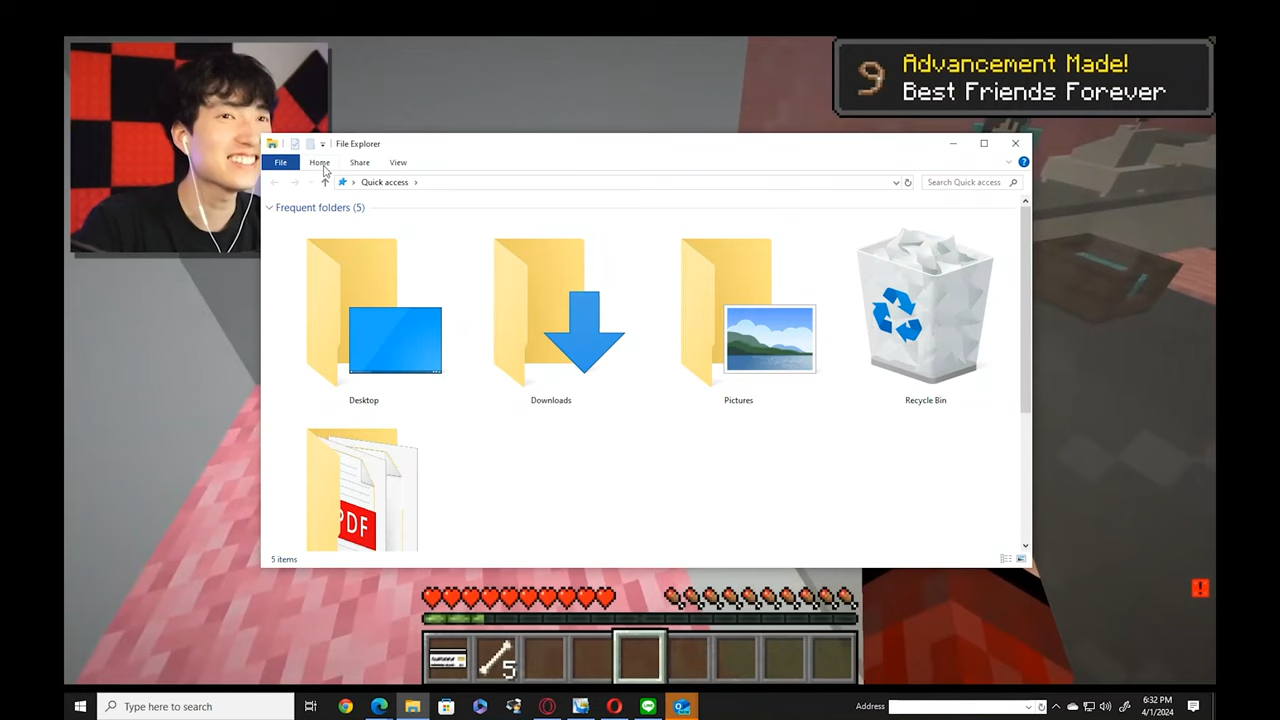 Advancement Made!
Best Friends Forever
File Explorer
File Home Share View
Quick access
Search Quick access
Frequent folders (5)
Desktop
Downloads
Pictures
Recycle Bin
PDF
5 items
!
5
Type here to search
Address
6:32 PM
4/1/2024